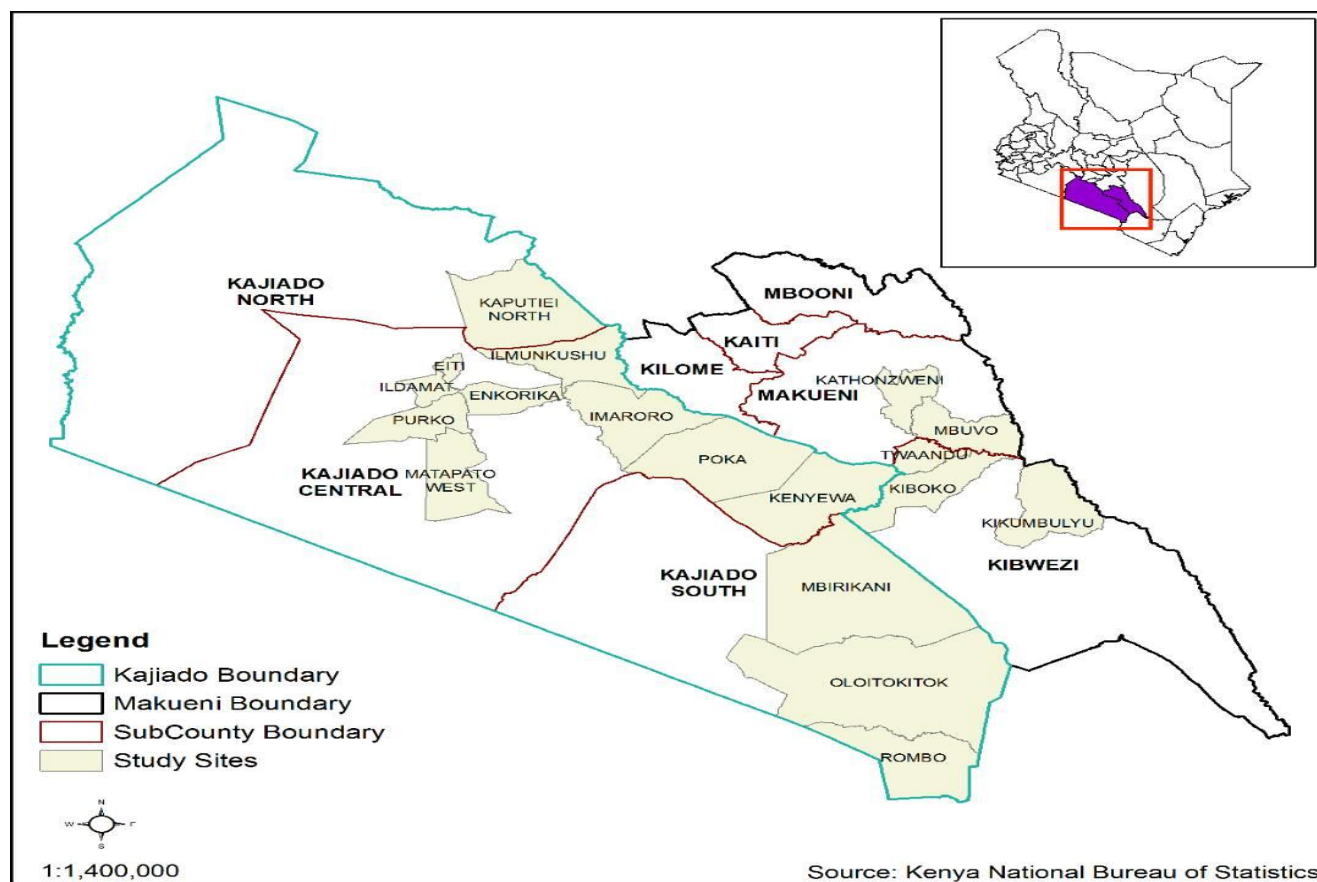 KAJIADO
NORTH
KAPUTIEI
NORTH
MBOONI
KAITI
KILOME
ILMUNKUSHU
EITI
ILDAMAT
ENKORIKA
PURKO
IMARORO
MAKUENI
KATHONZWENI
MBUVO
TWAANDU
KIBOKO
POKA
KENYEWA
KAJIADO
CENTRAL
MATAPATO
WEST
KIKUMBULYU
KIBWEZI
KAJIADO
SOUTH
MBIRIKANI
OLOITOKITOK
ROMBO
Legend
Kajiado Boundary
Makueni Boundary
SubCounty Boundary
Study Sites
N
W
E
S
1:1,400,000
Source: Kenya National Bureau of Statistics